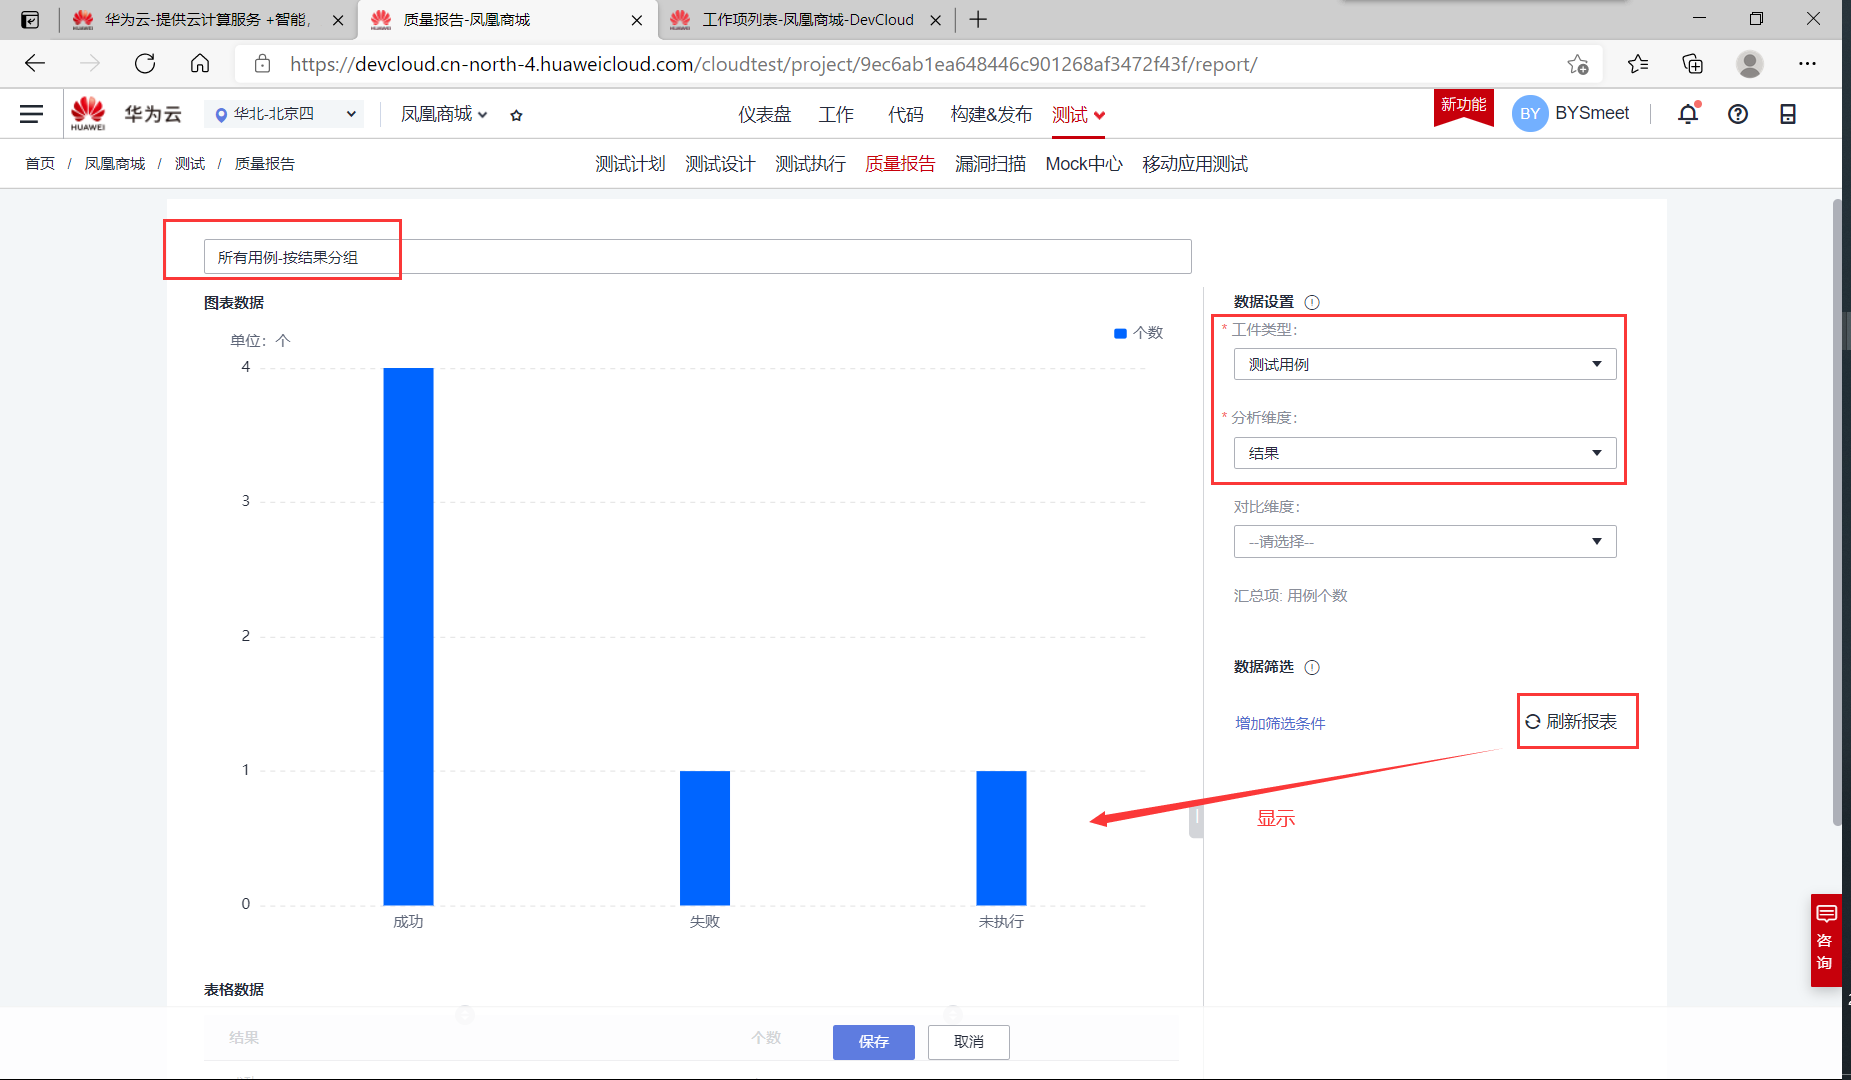 华为云-提供云计算服务 +智能,
质量报告-凤凰商城
工作项列表-凤凰商城-DevCloud
https://devcloud.cn-north-4.huaweicloud.com/cloudtest/project/9ec6ab1ea648446c901268af3472f43f/report/
HUAWEI
华为云
华北-北京四
凤凰商城
仪表盘
工作
代码
构建&发布
测试
新功能
BY
BYSmeet
首页 / 凤凰商城 / 测试 / 质量报告
测试计划
测试设计
测试执行
质量报告
漏洞扫描
Mock中心
移动应用测试
所有用例-按结果分组
图表数据
单位：个
个数
4
3
2
1
0
成功
失败
未执行
数据设置
* 工件类型：
测试用例
* 分析维度：
结果
对比维度：
--请选择--
汇总项: 用例个数
数据筛选
增加筛选条件
刷新报表
显示
咨询
表格数据
结果
个数
保存
取消